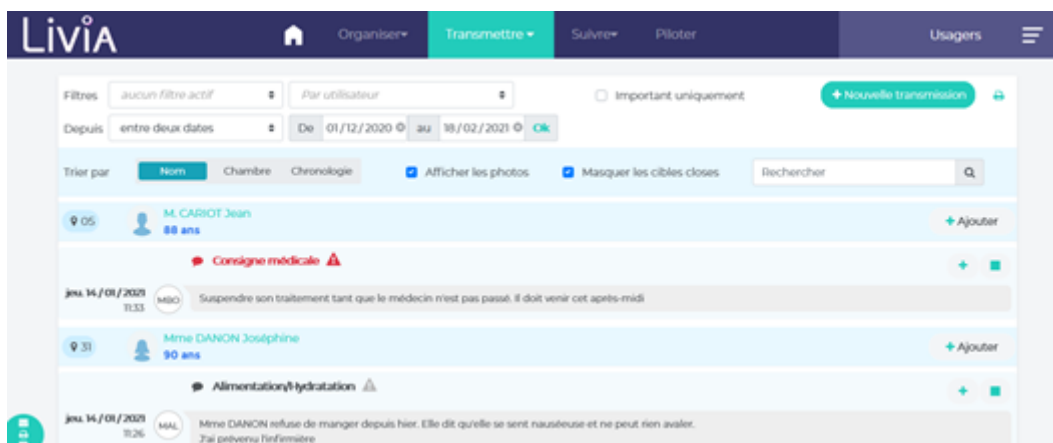 LiviA
Organiser Transmettre Suivre Piloter Usagers
Filtres aucun filtre actif Par utilisateur Important uniquement + Nouvelle transmission
Depuis entre deux dates De 01/12/2020 au 18/02/2021 Ok
Trier par Nom Chambre Chronologie Afficher les photos Masquer les cibles closes Rechercher
05 M. CARIOT Jean
88 ans
+ Ajouter
Consigne médicale
jeu. 14/01/2021
11:33
MBO
Suspendre son traitement tant que le médecin n'est pas passé. Il doit venir cet après-midi
31 Mme DANON Joséphine
90 ans
+ Ajouter
Alimentation/Hydratation
jeu. 14/01/2021
11:26
MAL
Mme DANON refuse de manger depuis hier. Elle dit qu'elle se sent nauséeuse et ne peut rien avaler.
J'ai prévenu l'infirmière